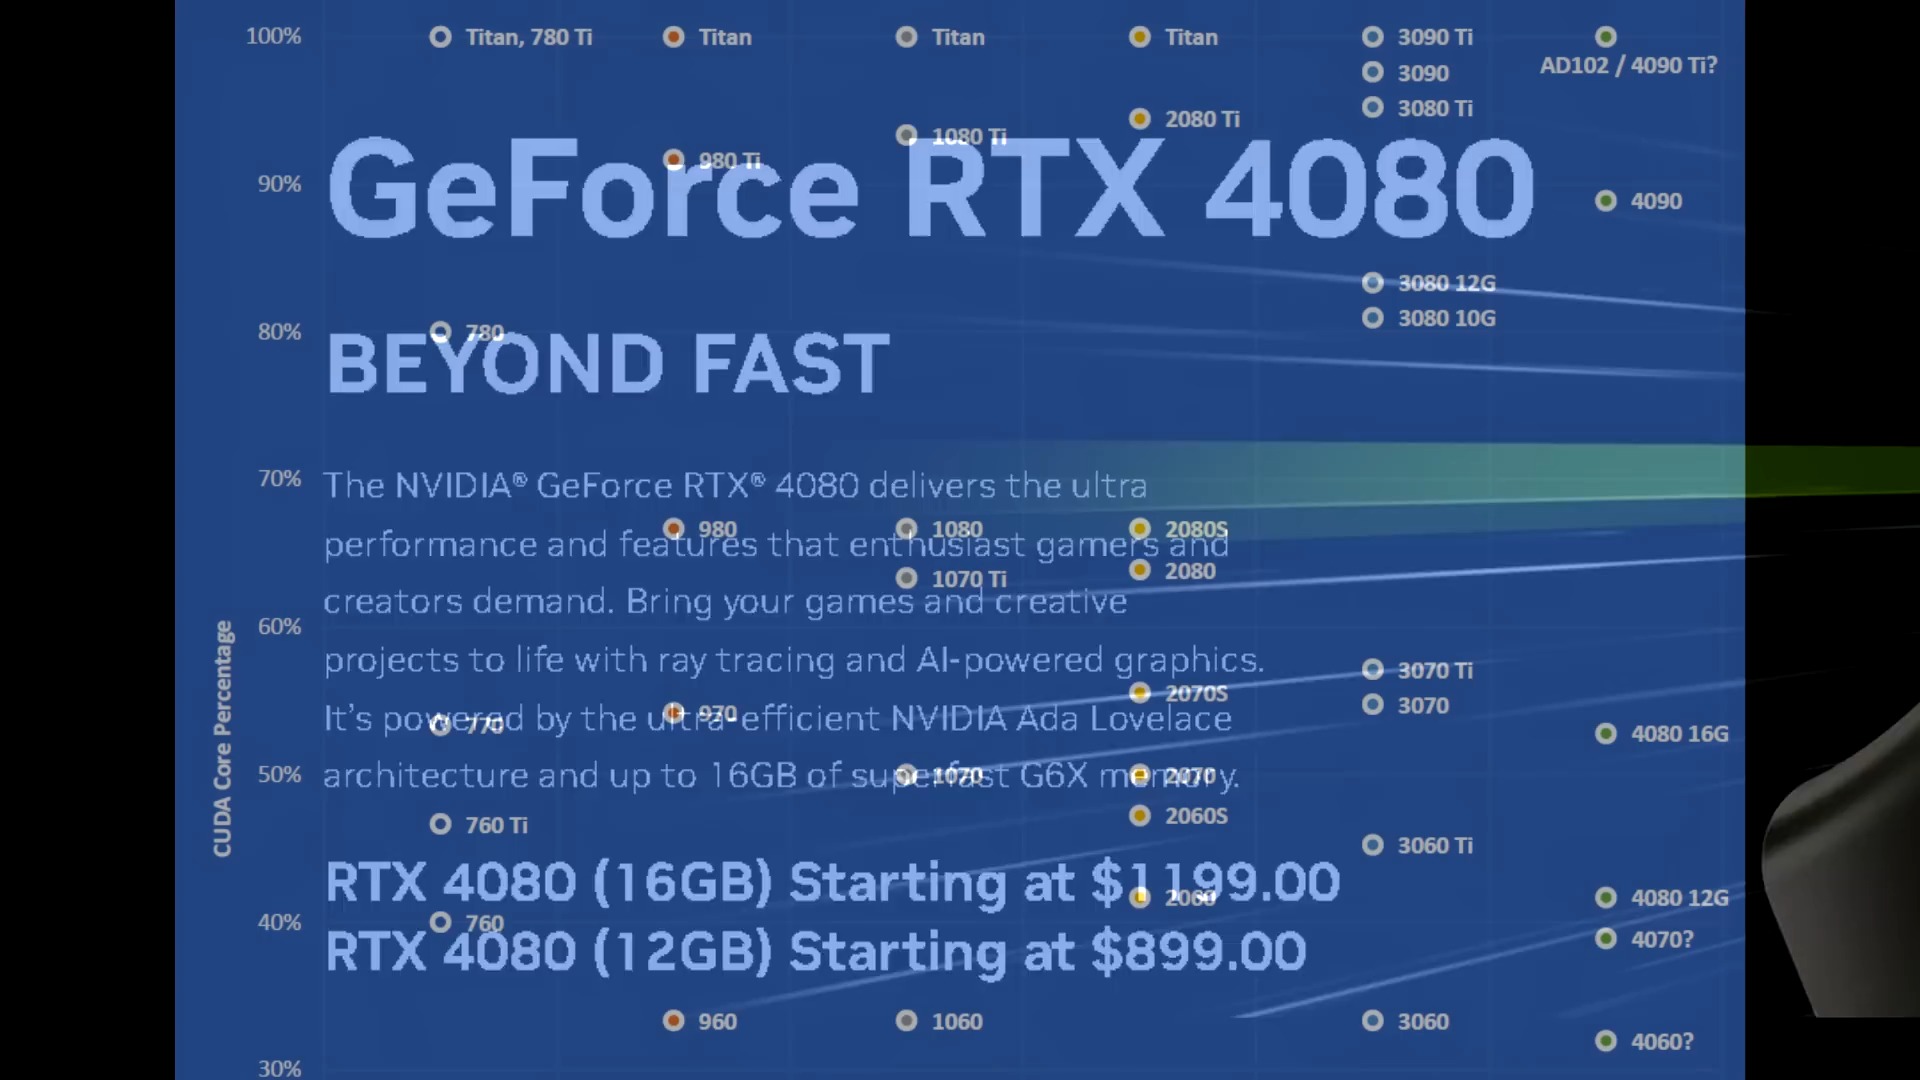 100%
Titan, 780 Ti
Titan
Titan
Titan
3090 Ti
AD102 / 4090 Ti?
3090
3080 Ti
2080 Ti
1080 Ti
980 Ti
GeForce RTX 4080
90%
4090
3080 12G
3080 10G
80%
780
BEYOND FAST
70%
The NVIDIA® GeForce RTX® 4080 delivers the ultra
980
1080
2080S
performance and features that enthusiast gamers and
1070 Ti
2080
creators demand. Bring your games and creative
60%
projects to life with ray tracing and AI-powered graphics.
3070 Ti
2070S
3070
770
970
It's powered by the ultra-efficient NVIDIA Ada Lovelace
4080 16G
50%
1070
2070
architecture and up to 16GB of superfast G6X memory.
760 Ti
2060S
3060 Ti
CUDA Core Percentage
RTX 4080 (16GB) Starting at $1199.00
2060
4080 12G
40%
760
4070?
RTX 4080 (12GB) Starting at $899.00
960
1060
3060
4060?
30%